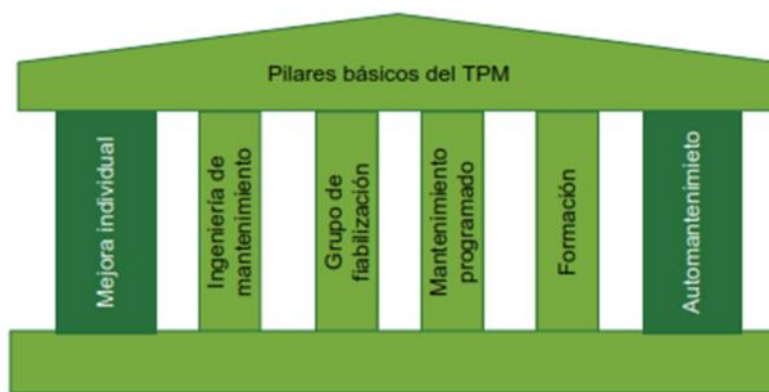 Pilares básicos del TPM
Mejora individual
Ingeniería de
mantenimiento
Grupo de
fiabilización
Mantenimiento
programado
Formación
Automantenimieto